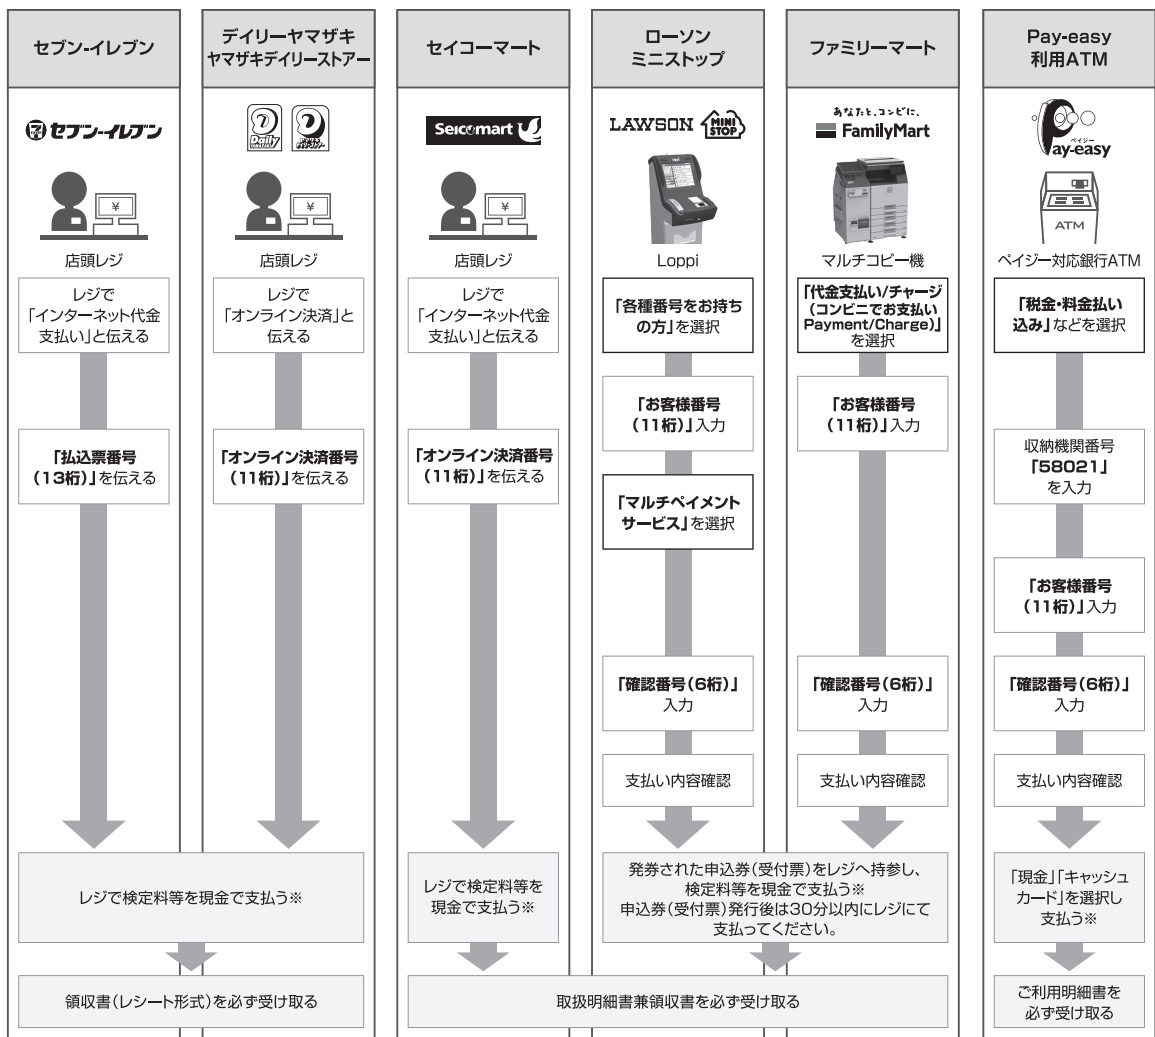 セブン-イレブン
デイリーヤマザキ
ヤマザキデイリーストアー
セイコーマート
ローソン
ミニストップ
ファミリーマート
Pay-easy
利用ATM
セブン-イレブン
Daily
Seicomart
LAWSON
MINI
STOP
あなたと、コンビに、
FamilyMart
ペイジー
Pay-easy
¥
¥
¥
ATM
店頭レジ
店頭レジ
店頭レジ
Loppi
マルチコピー機
ペイジー対応銀行ATM
レジで
「インターネット代金
支払い」と伝える
レジで
「オンライン決済」と
伝える
レジで
「インターネット代金
支払い」と伝える
「各種番号をお持ち
の方」を選択
「代金支払い/チャージ
(コンビニでお支払い
Payment/Charge)」
を選択
「税金・料金払い
込み」などを選択
「お客様番号
(11桁)」入力
「お客様番号
(11桁)」入力
「払込票番号
(13桁)」を伝える
「オンライン決済番号
(11桁)」を伝える
「オンライン決済番号
(11桁)」を伝える
収納機関番号
「58021」
を入力
「マルチペイメント
サービス」を選択
「お客様番号
(11桁)」入力
「確認番号(6桁)」
入力
「確認番号(6桁)」
入力
「確認番号(6桁)」
入力
支払い内容確認
支払い内容確認
支払い内容確認
レジで検定料等を現金で支払う※
レジで検定料等を
現金で支払う※
発券された申込券(受付票)をレジへ持参し、
検定料等を現金で支払う※
申込券(受付票)発行後は30分以内にレジにて
支払ってください。
「現金」「キャッシュ
カード」を選択し
支払う※
領収書(レシート形式)を必ず受け取る
取扱明細書兼領収書を必ず受け取る
ご利用明細書を
必ず受け取る